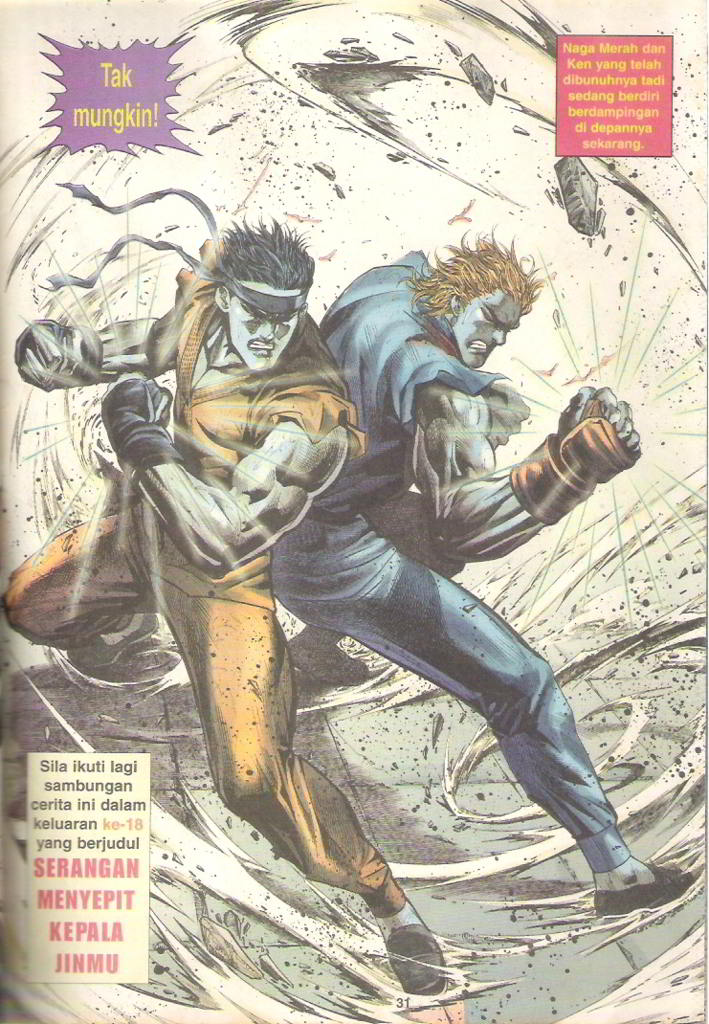 Tak
mungkin!
Naga Merah dan
Ken yang telah
dibunuhnya tadi
sedang berdiri
berdampingan
di depannya
sekarang.
Sila ikuti lagi
sambungan
cerita ini dalam
keluaran ke-18
yang berjudul
SERANGAN
MENYEPIT
KEPALA
JINMU
31